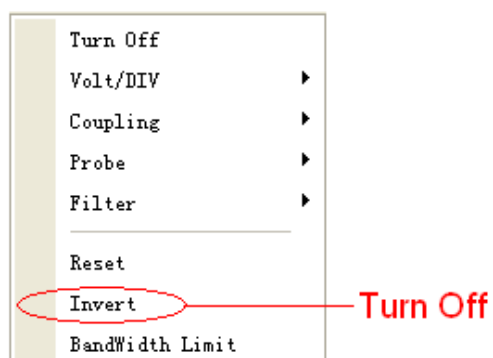 Turn Off
Volt/DIV
Coupling
Probe
Filter
Reset
Invert
Turn Off
BandWidth Limit